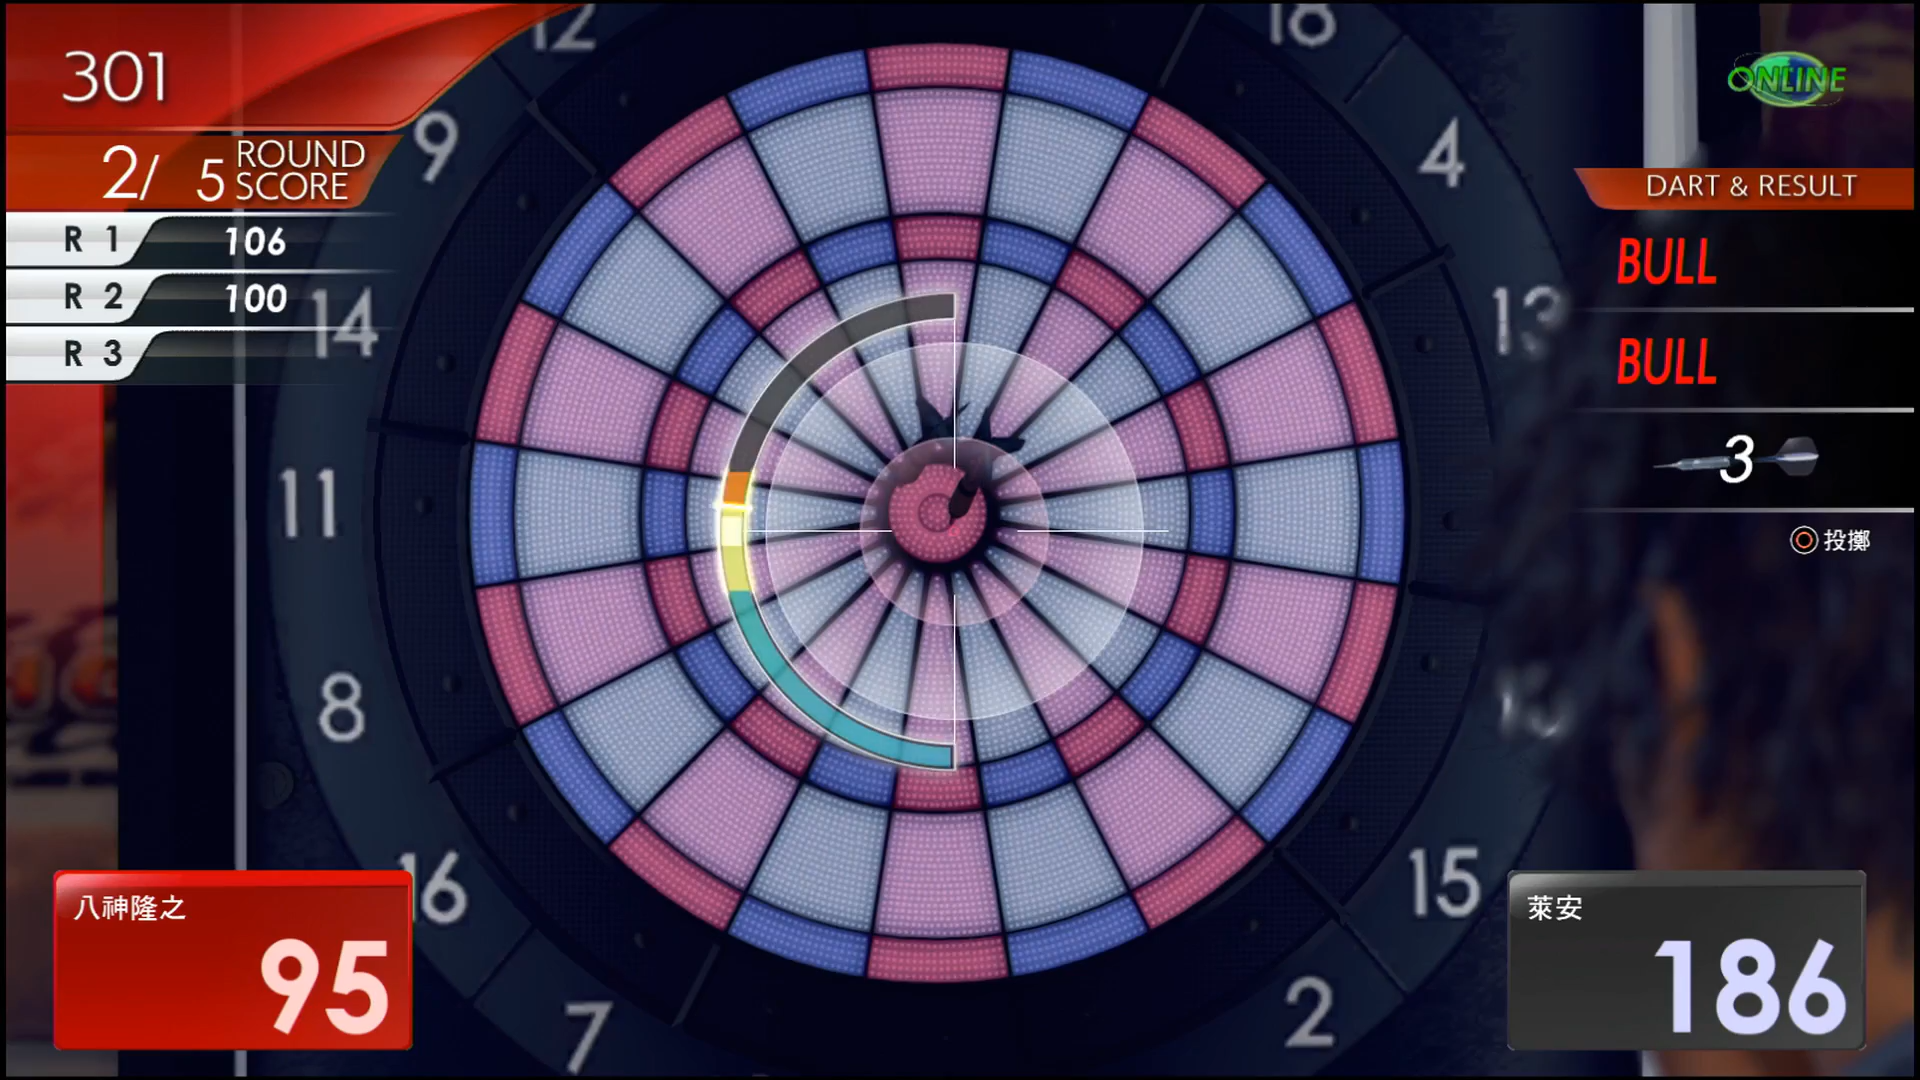 301
2/ 5 ROUND SCORE
R 1 106
R 2 100
R 3
12
18
9
4
14
13
11
8
16
15
7
2
ONLINE
DART & RESULT
BULL
BULL
3
投擲
八神隆之
95
萊安
186